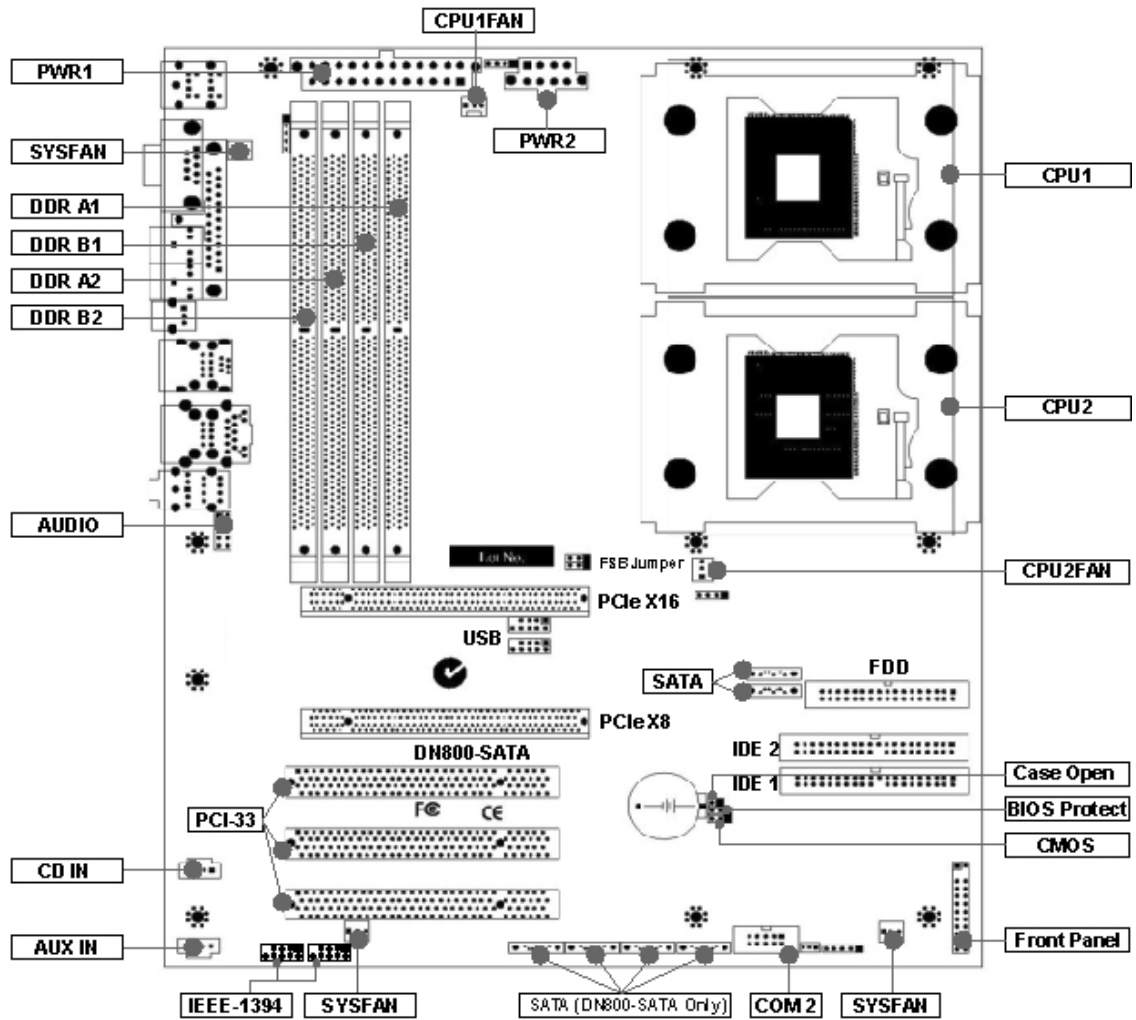 CPU1FAN
PWR1
PWR2
SYSFAN
CPU1
DDR A1
DDR B1
DDR A2
DDR B2
CPU2
AUDIO
Lot No.
FSB Jumper
CPU2FAN
PCIe X16
USB
SATA
FDD
PCIe X8
DN800-SATA
IDE 2
IDE 1
Case Open
BIOS Protect
CMOS
PCI-33
FC
CE
CD IN
AUX IN
Front Panel
IEEE-1394
SYSFAN
SATA (DN800-SATA Only)
COM 2
SYSFAN